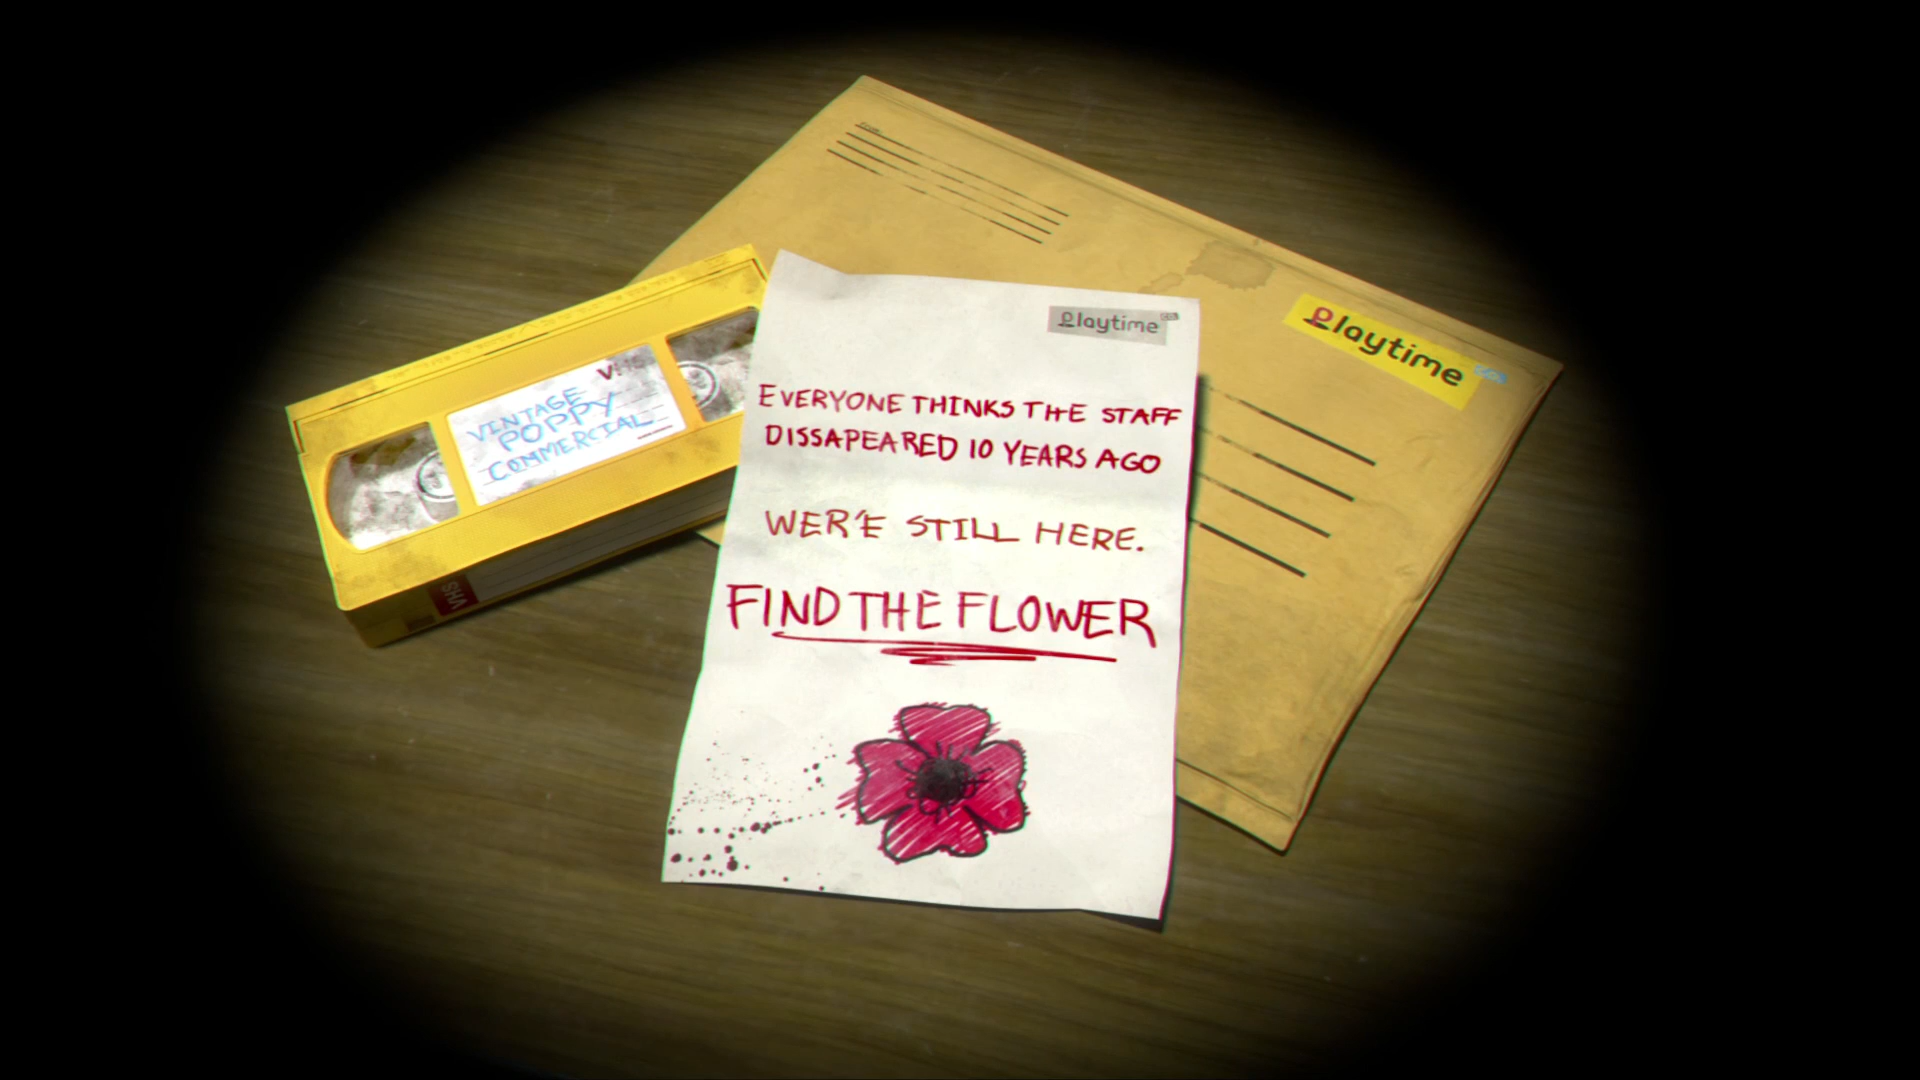 VINTAGE
POPPY
COMMERCIAL
VHS
Playtime
EVERYONE THINKS THE STAFF
DISSAPEARED 10 YEARS AGO
WER'E STILL HERE.
FIND THE FLOWER
Playtime